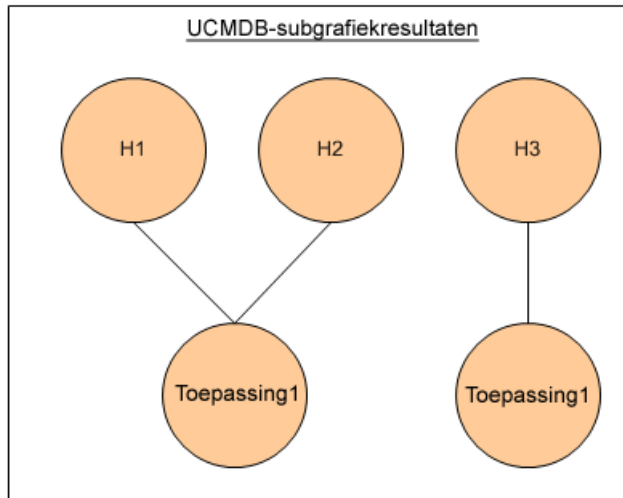 UCMDB-subgrafiekresultaten
H1
H2
H3
Toepassing1
Toepassing1